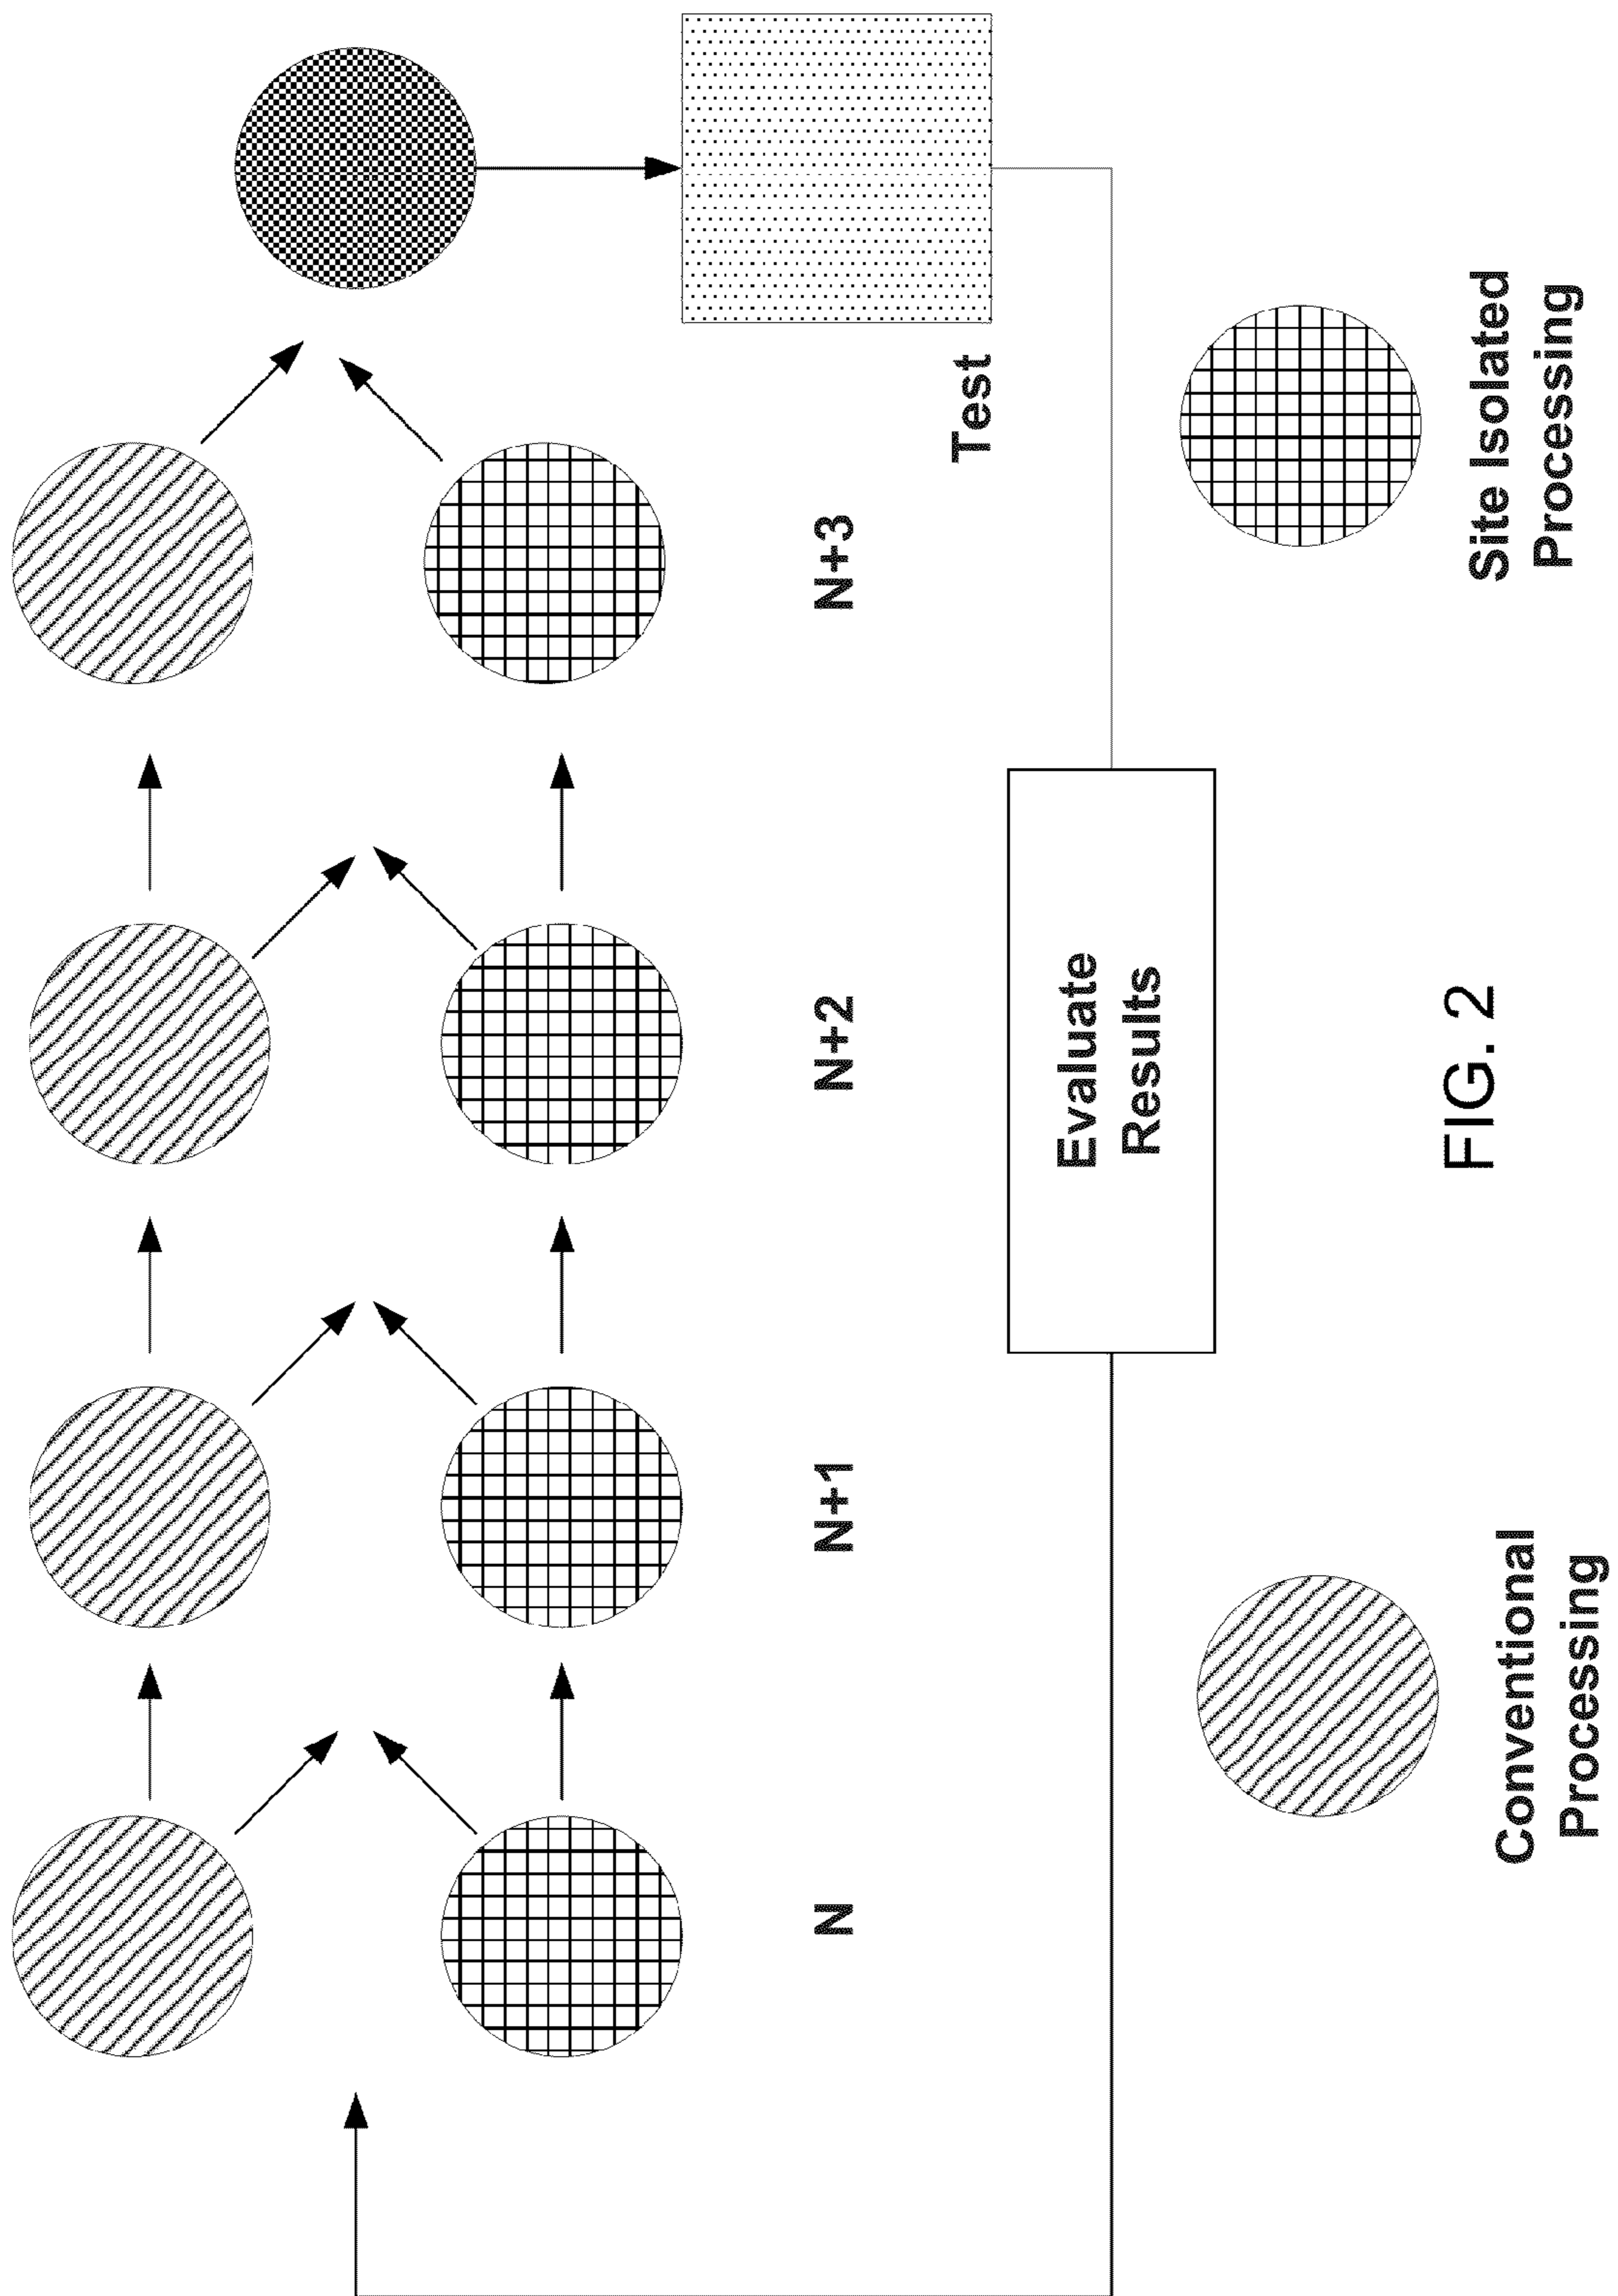 N
N+1
N+2
N+3
Test
Evaluate
Results
Conventional
Processing
Site Isolated
Processing
FIG. 2